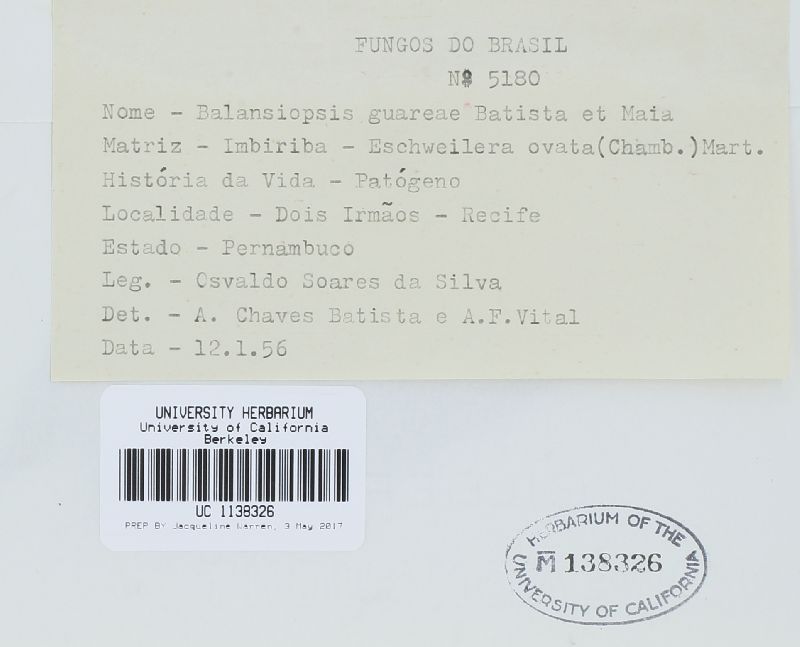 FUNGOS DO BRASIL
Nº 5180
Nome - Balansiopsis guareae Batista et Maia
Matriz - Imbiriba - Eschweilera ovata(Chamb.)Mart.
História da Vida - Patógeno
Localidade - Dois Irmãos - Recife
Estado - Pernambuco
Leg. - Osvaldo Soares da Silva
Det. - A. Chaves Batista e A.F.Vital
Data - 12.1.56
UNIVERSITY HERBARIUM
University of California
Berkeley
UC 1138326
PREP BY Jacqueline Warren, 3 May 2017
HERBARIUM OF THE
M 138326
UNIVERSITY OF CALIFORNIA